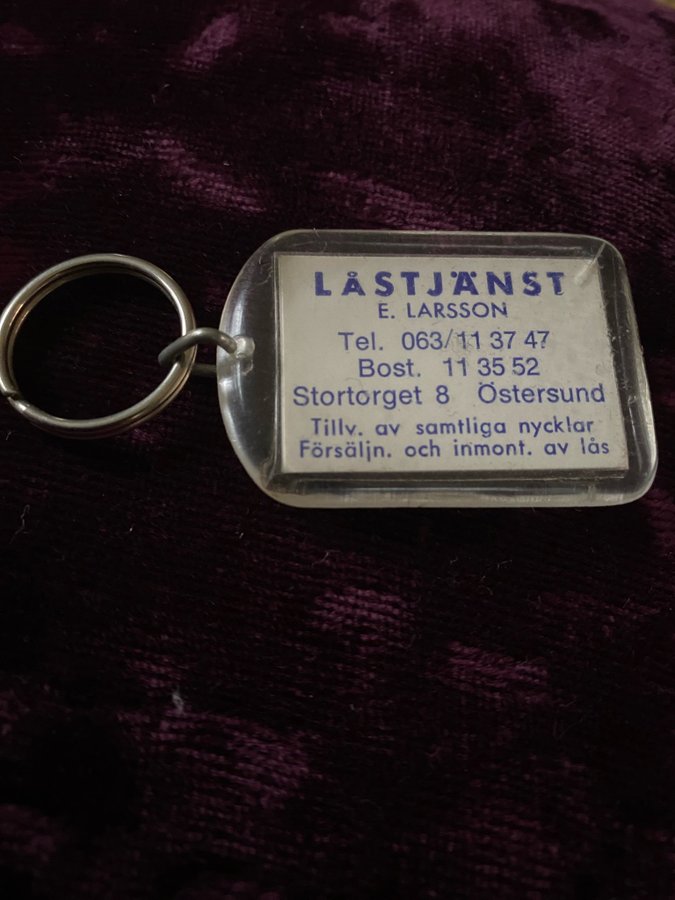 LÅSTJÄNST
E. LARSSON
Tel. 063/11 37 47
Bost. 11 35 52
Stortorget 8 Östersund
Tillv. av samtliga nycklar
Försäljn. och inmont. av lås